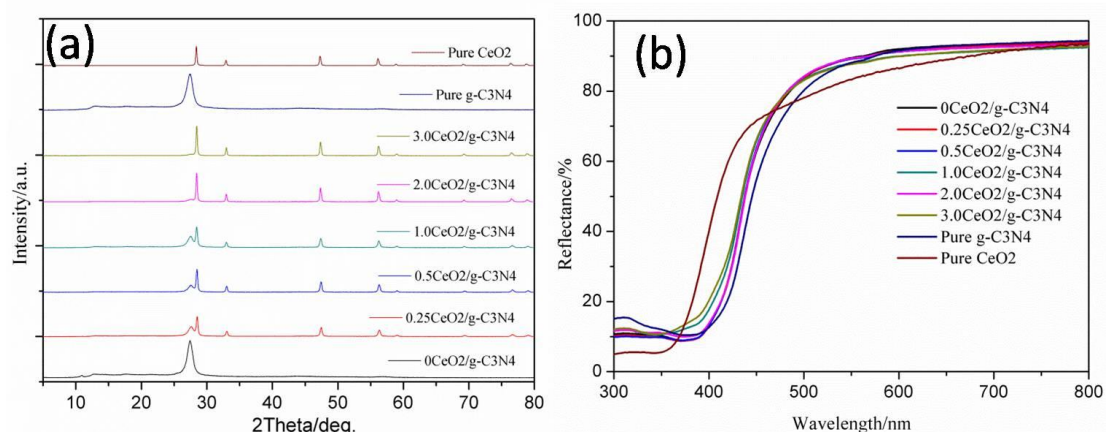 (a)
Pure CeO2
Pure g-C3N4
3.0CeO2/g-C3N4
2.0CeO2/g-C3N4
1.0CeO2/g-C3N4
0.5CeO2/g-C3N4
0.25CeO2/g-C3N4
0CeO2/g-C3N4
Intensity/a.u.
10 20 30 40 50 60 70 80
2Theta/deg.
(b)
100
80
60
40
20
0
Reflectance/%
0CeO2/g-C3N4
0.25CeO2/g-C3N4
0.5CeO2/g-C3N4
1.0CeO2/g-C3N4
2.0CeO2/g-C3N4
3.0CeO2/g-C3N4
Pure g-C3N4
Pure CeO2
300 400 500 600 700 800
Wavelength/nm